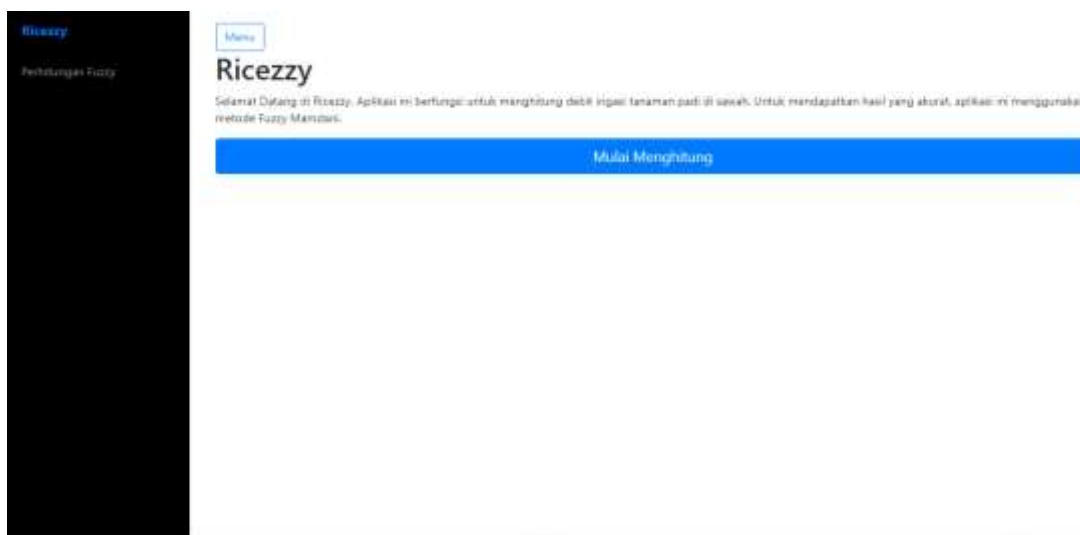 Ricezzy
Perhitungan Fuzzy
Menu
Ricezzy
Selamat Datang di Ricezzy. Aplikasi ini berfungsi untuk menghitung debit irigasi tanaman padi di sawah. Untuk mendapatkan hasil yang akurat, aplikasi ini menggunakan
metode Fuzzy Mamdani.
Mulai Menghitung